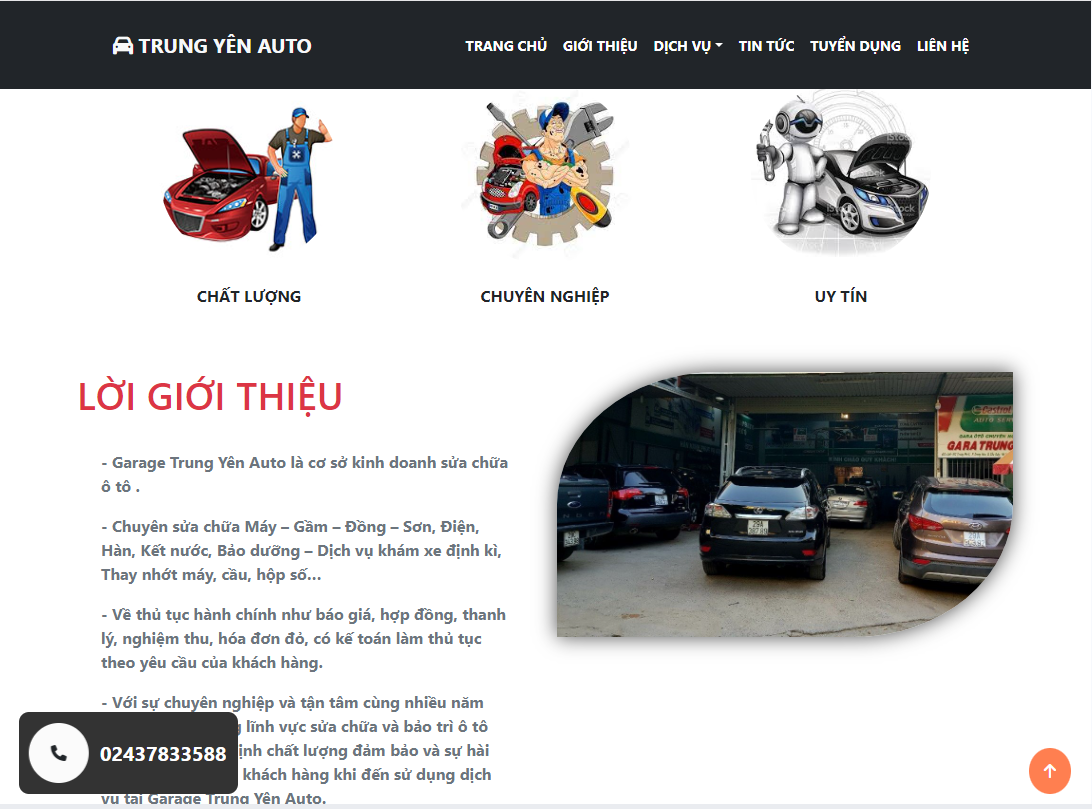 TRUNG YÊN AUTO
TRANG CHỦ GIỚI THIỆU DỊCH VỤ TIN TỨC TUYỂN DỤNG LIÊN HỆ
CHẤT LƯỢNG
CHUYÊN NGHIỆP
UY TÍN
LỜI GIỚI THIỆU
- Garage Trung Yên Auto là cơ sở kinh doanh sửa chữa
ô tô .
- Chuyên sửa chữa Máy – Gầm – Đồng – Sơn, Điện,
Hàn, Kết nước, Bảo dưỡng – Dịch vụ khám xe định kì,
Thay nhớt máy, cầu, hộp số...
- Về thủ tục hành chính như báo giá, hợp đồng, thanh
lý, nghiệm thu, hóa đơn đỏ, có kế toán làm thủ tục
theo yêu cầu của khách hàng.
- Với sự chuyên nghiệp và tận tâm cùng nhiều năm
lĩnh vực sửa chữa và bảo trì ô tô
chất lượng đảm bảo và sự hài
khách hàng khi đến sử dụng dịch
vụ tại Garage Trung Yên Auto.
02437833588
Castrol
GARA TRUNG